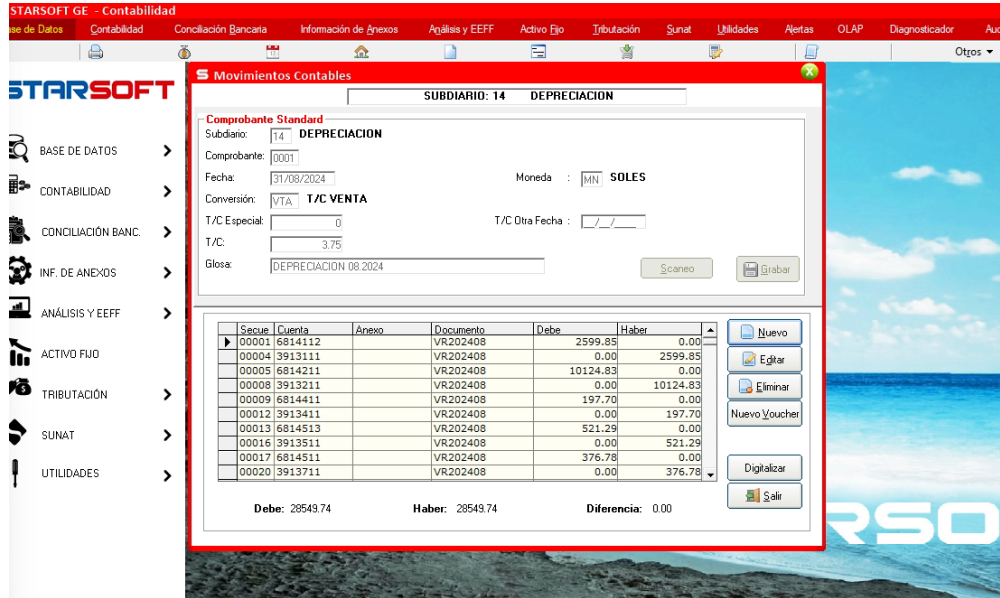 STARSOFT GE - Contabilidad
ase de Datos Contabilidad Conciliación Bancaria Información de Anexos Análisis y EEFF Activo Fijo Tributación Sunat Utilidades Alertas OLAP Diagnosticador Auc
Otros
STARSOFT
BASE DE DATOS
CONTABILIDAD
CONCILIACIÓN BANC.
INF. DE ANEXOS
ANÁLISIS Y EEFF
ACTIVO FIJO
TRIBUTACIÓN
SUNAT
UTILIDADES
Movimientos Contables
SUBDIARIO: 14 DEPRECIACION
Comprobante Standard
Subdiario: 14 DEPRECIACION
Comprobante: 0001
Fecha: 31/08/2024 Moneda : MN SOLES
Conversión: VTA T/C VENTA
T/C Especial: 0 T/C Otra Fecha : __/__/____
T/C: 3.75
Glosa: DEPRECIACION 08.2024 Scaneo Grabar
Secue Cuenta Anexo Documento Debe Haber
00001 6814112 VR202408 2599.85 0.00
00004 3913111 VR202408 0.00 2599.85
00005 6814211 VR202408 10124.83 0.00
00008 3913211 VR202408 0.00 10124.83
00009 6814411 VR202408 197.70 0.00
00012 3913411 VR202408 0.00 197.70
00013 6814513 VR202408 521.29 0.00
00016 3913511 VR202408 0.00 521.29
00017 6814511 VR202408 376.78 0.00
00020 3913711 VR202408 0.00 376.78
Nuevo
Editar
Eliminar
Nuevo Voucher
Digitalizar
Salir
Debe: 28549.74 Haber: 28549.74 Diferencia: 0.00
RSO